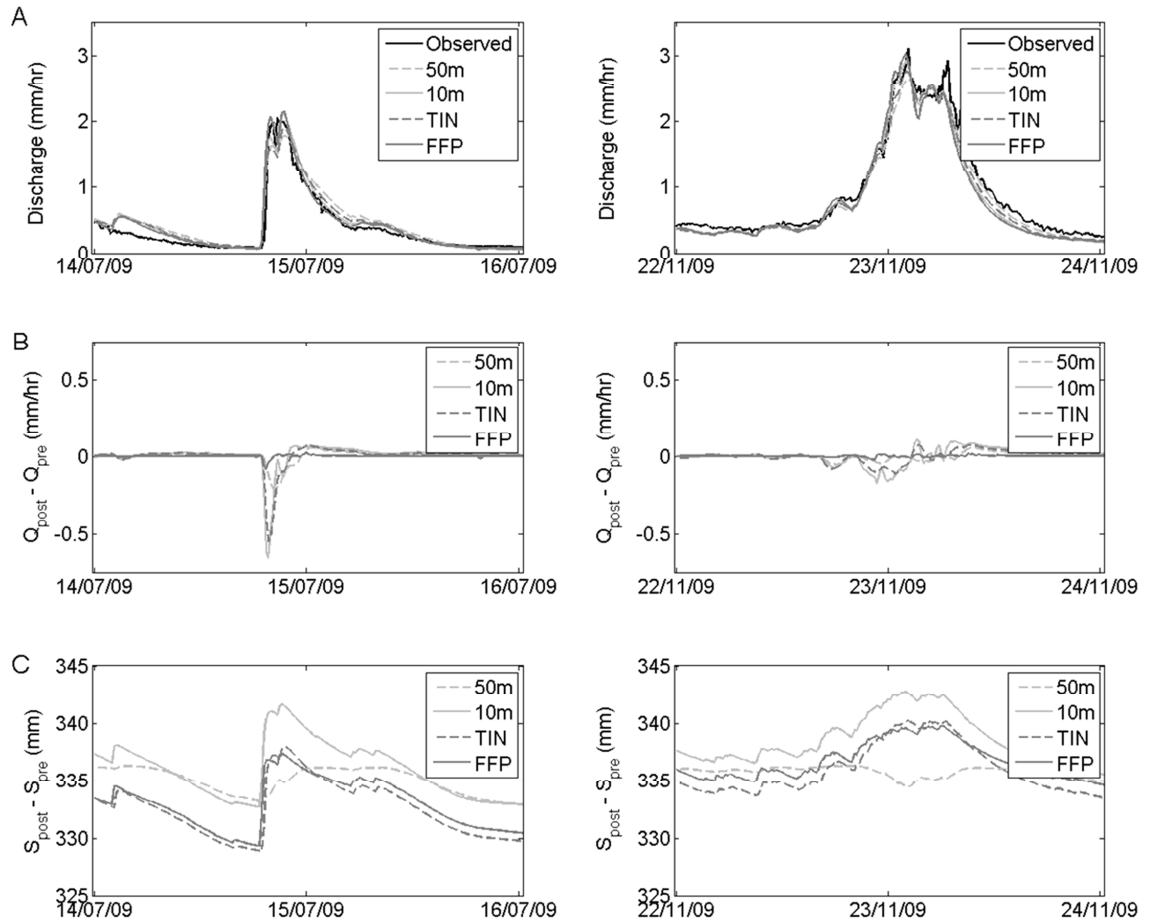 A
Discharge (mm/hr)
3
2
1
0
14/07/09
15/07/09
16/07/09
Observed
50m
10m
TIN
FFP
Discharge (mm/hr)
3
2
1
0
22/11/09
23/11/09
24/11/09
Observed
50m
10m
TIN
FFP
B
Qpost - Qpre (mm/hr)
0.5
0
-0.5
14/07/09
15/07/09
16/07/09
50m
10m
TIN
FFP
Qpost - Qpre (mm/hr)
0.5
0
-0.5
22/11/09
23/11/09
24/11/09
50m
10m
TIN
FFP
C
Spost - Spre (mm)
345
340
335
330
325
14/07/09
15/07/09
16/07/09
50m
10m
TIN
FFP
Spost - Spre (mm)
345
340
335
330
325
22/11/09
23/11/09
24/11/09
50m
10m
TIN
FFP